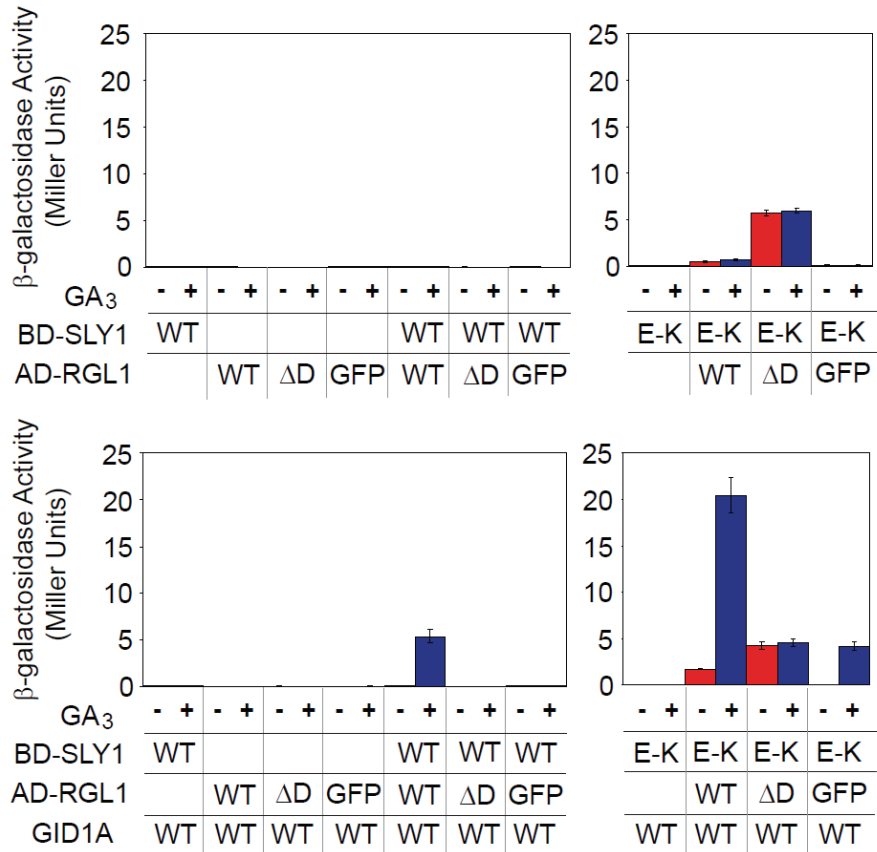 β-galactosidase Activity
(Miller Units)
25
20
15
10
5
0
25
20
15
10
5
0
GA3 - + - + - + - + - + - + - + - + - + - + - +
BD-SLY1 WT WT WT WT E-K E-K E-K E-K
AD-RGL1 WT ΔD GFP WT ΔD GFP WT ΔD GFP
β-galactosidase Activity
(Miller Units)
25
20
15
10
5
0
25
20
15
10
5
0
GA3 - + - + - + - + - + - + - + - + - + - + - +
BD-SLY1 WT WT WT WT E-K E-K E-K E-K
AD-RGL1 WT ΔD GFP WT ΔD GFP WT ΔD GFP
GID1A WT WT WT WT WT WT WT WT WT WT WT